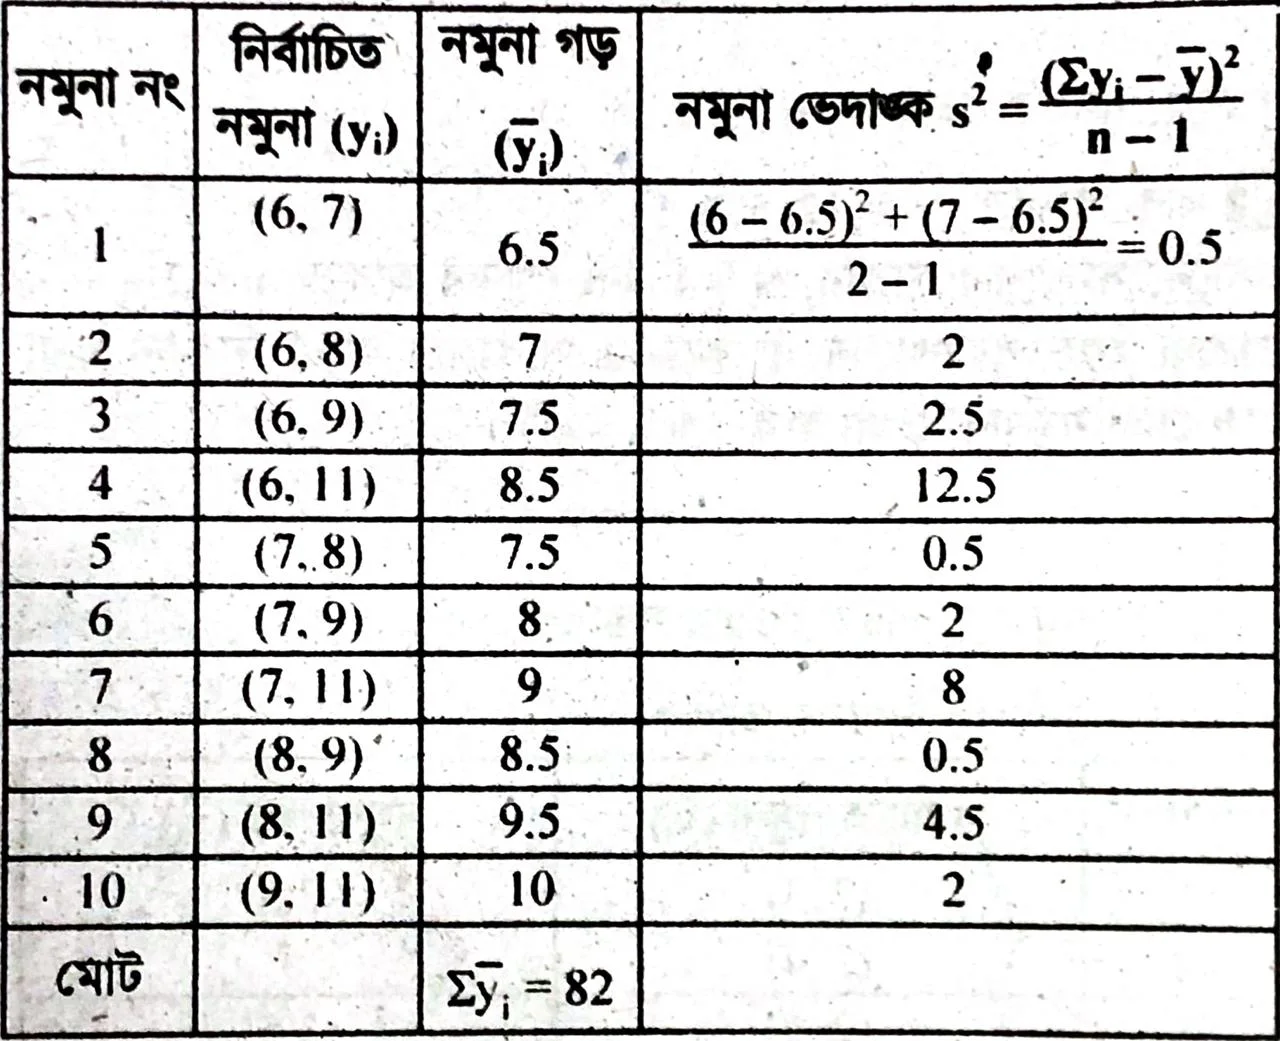 নমুনা নং | নির্বাচিত নমুনা (yᵢ) | নমুনা গড় (ȳᵢ) | নমুনা ভেদাঙ্ক s² = (Σyᵢ − ȳ)² / n − 1
1 | (6, 7) | 6.5 | (6 − 6.5)² + (7 − 6.5)² / 2 − 1 = 0.5
2 | (6, 8) | 7 | 2
3 | (6, 9) | 7.5 | 2.5
4 | (6, 11) | 8.5 | 12.5
5 | (7, 8) | 7.5 | 0.5
6 | (7, 9) | 8 | 2
7 | (7, 11) | 9 | 8
8 | (8, 9) | 8.5 | 0.5
9 | (8, 11) | 9.5 | 4.5
10 | (9, 11) | 10 | 2
মোট | Σȳᵢ = 82